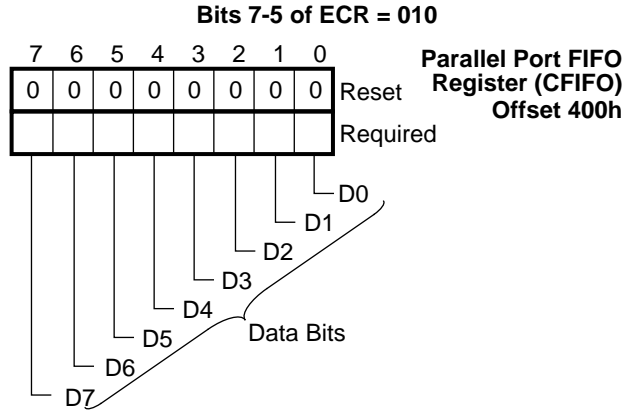 Bits 7-5 of ECR = 010
7 6 5 4 3 2 1 0
Parallel Port FIFO
Register (CFIFO)
Offset 400h
0 0 0 0 0 0 0 0 Reset
Required
D0
D1
D2
D3
D4
D5
D6
D7
Data Bits